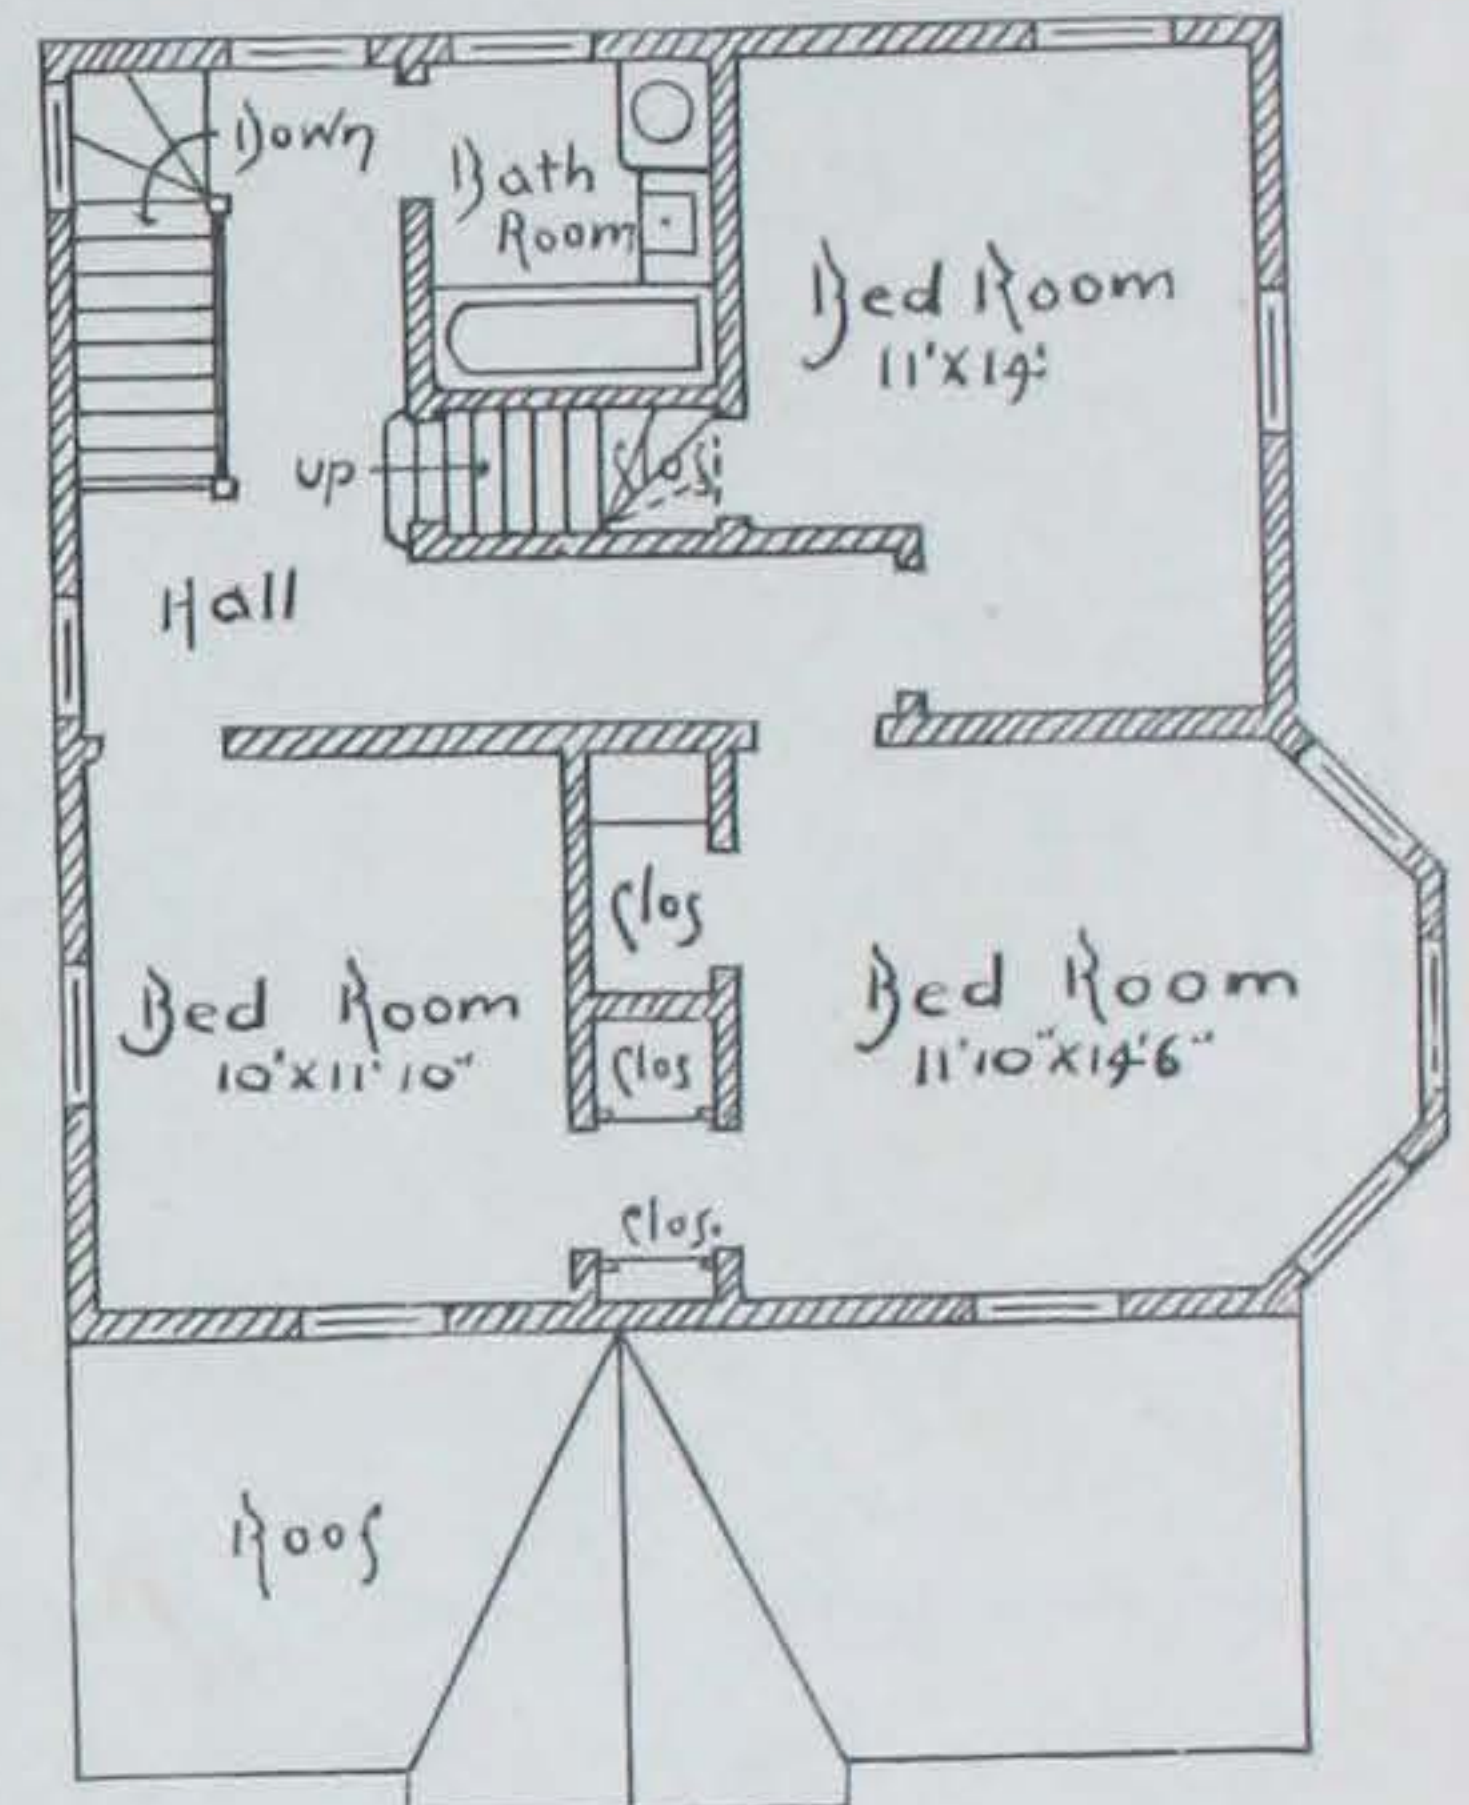 Down
Bath
Room
Bed Room
11'X14'
up
Clos.
Hall
Clos
Bed Room
10'X11'10"
Bed Room
11'10"X14'6"
Clos
Clos.
Roof